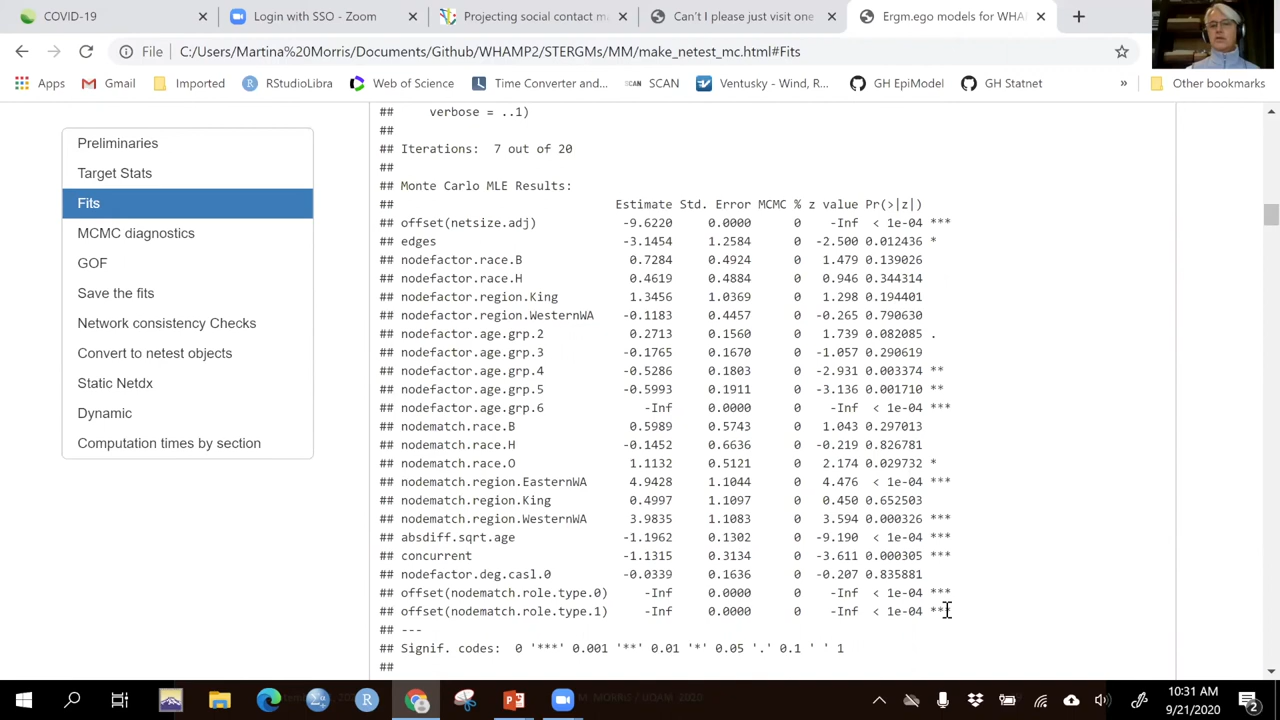 COVID-19
Login with SSO - Zoom
Projecting social contact m
Can't please just visit one
Ergm.ego models for WHA
File
C:/Users/Martina%20Morris/Documents/Github/WHAMP2/STERGMs/MM/make_netest_mc.html#Fits
Apps
Gmail
Imported
RStudioLibra
Web of Science
Time Converter and...
SCAN
SCAN
Ventusky - Wind, R...
GH EpiModel
GH Statnet
»
Other bookmarks
Preliminaries
Target Stats
Fits
MCMC diagnostics
GOF
Save the fits
Network consistency Checks
Convert to netest objects
Static Netdx
Dynamic
Computation times by section
## verbose = ..1)
##
## Iterations: 7 out of 20
##
## Monte Carlo MLE Results:
## Estimate Std. Error MCMC % z value Pr(>|z|)
## offset(netsize.adj) -9.6220 0.0000 0 -Inf < 1e-04 ***
## edges -3.1454 1.2584 0 -2.500 0.012436 *
## nodefactor.race.B 0.7284 0.4924 0 1.479 0.139026
## nodefactor.race.H 0.4619 0.4884 0 0.946 0.344314
## nodefactor.region.King 1.3456 1.0369 0 1.298 0.194401
## nodefactor.region.WesternWA -0.1183 0.4457 0 -0.265 0.790630
## nodefactor.age.grp.2 0.2713 0.1560 0 1.739 0.082085 .
## nodefactor.age.grp.3 -0.1765 0.1670 0 -1.057 0.290619
## nodefactor.age.grp.4 -0.5286 0.1803 0 -2.931 0.003374 **
## nodefactor.age.grp.5 -0.5993 0.1911 0 -3.136 0.001710 **
## nodefactor.age.grp.6 -Inf 0.0000 0 -Inf < 1e-04 ***
## nodematch.race.B 0.5989 0.5743 0 1.043 0.297013
## nodematch.race.H -0.1452 0.6636 0 -0.219 0.826781
## nodematch.race.O 1.1132 0.5121 0 2.174 0.029732 *
## nodematch.region.EasternWA 4.9428 1.1044 0 4.476 < 1e-04 ***
## nodematch.region.King 0.4997 1.1097 0 0.450 0.652503
## nodematch.region.WesternWA 3.9835 1.1083 0 3.594 0.000326 ***
## absdiff.sqrt.age -1.1962 0.1302 0 -9.190 < 1e-04 ***
## concurrent -1.1315 0.3134 0 -3.611 0.000305 ***
## nodefactor.deg.casl.0 -0.0339 0.1636 0 -0.207 0.835881
## offset(nodematch.role.type.0) -Inf 0.0000 0 -Inf < 1e-04 ***
## offset(nodematch.role.type.1) -Inf 0.0000 0 -Inf < 1e-04 ***
## ---
## Signif. codes: 0 '***' 0.001 '**' 0.01 '*' 0.05 '.' 0.1 ' ' 1
##
M. MORRIS / UQAM 2020
10:31 AM
9/21/2020
2